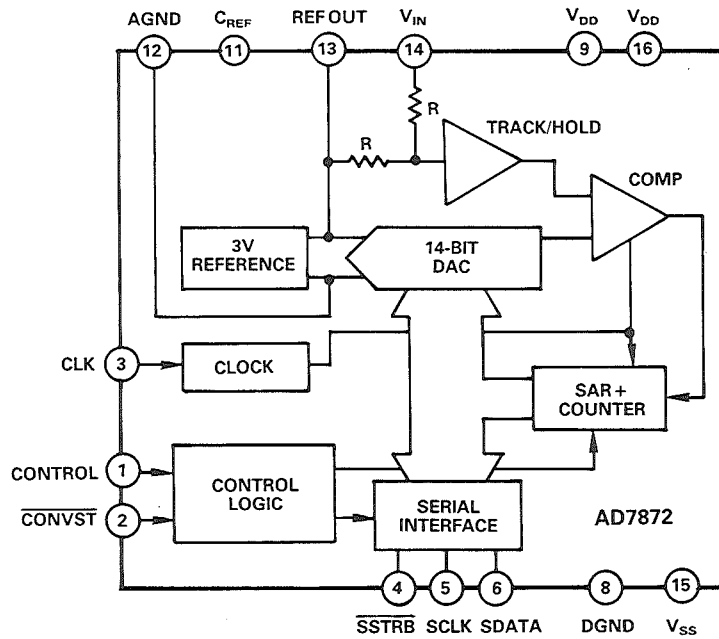 AGND
C_REF
REF OUT
V_IN
V_DD
V_DD
12
11
13
14
9
16
R
R
TRACK/HOLD
COMP
3V
REFERENCE
14-BIT
DAC
CLK
3
CLOCK
SAR +
COUNTER
CONTROL
1
CONTROL
LOGIC
CONVST
2
SERIAL
INTERFACE
AD7872
4
5
6
8
15
SSTRB
SCLK
SDATA
DGND
V_SS